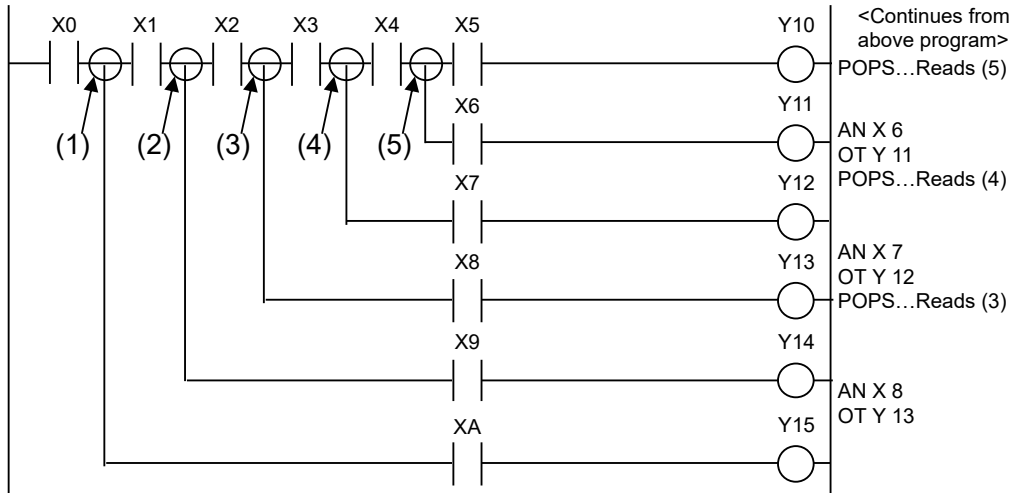 X0 X1 X2 X3 X4 X5 Y10
(1) (2) (3) (4) (5)
X6 Y11
X7 Y12
X8 Y13
X9 Y14
XA Y15
<Continues from
above program>
POPS…Reads (5)
AN X 6
OT Y 11
POPS…Reads (4)
AN X 7
OT Y 12
POPS…Reads (3)
AN X 8
OT Y 13